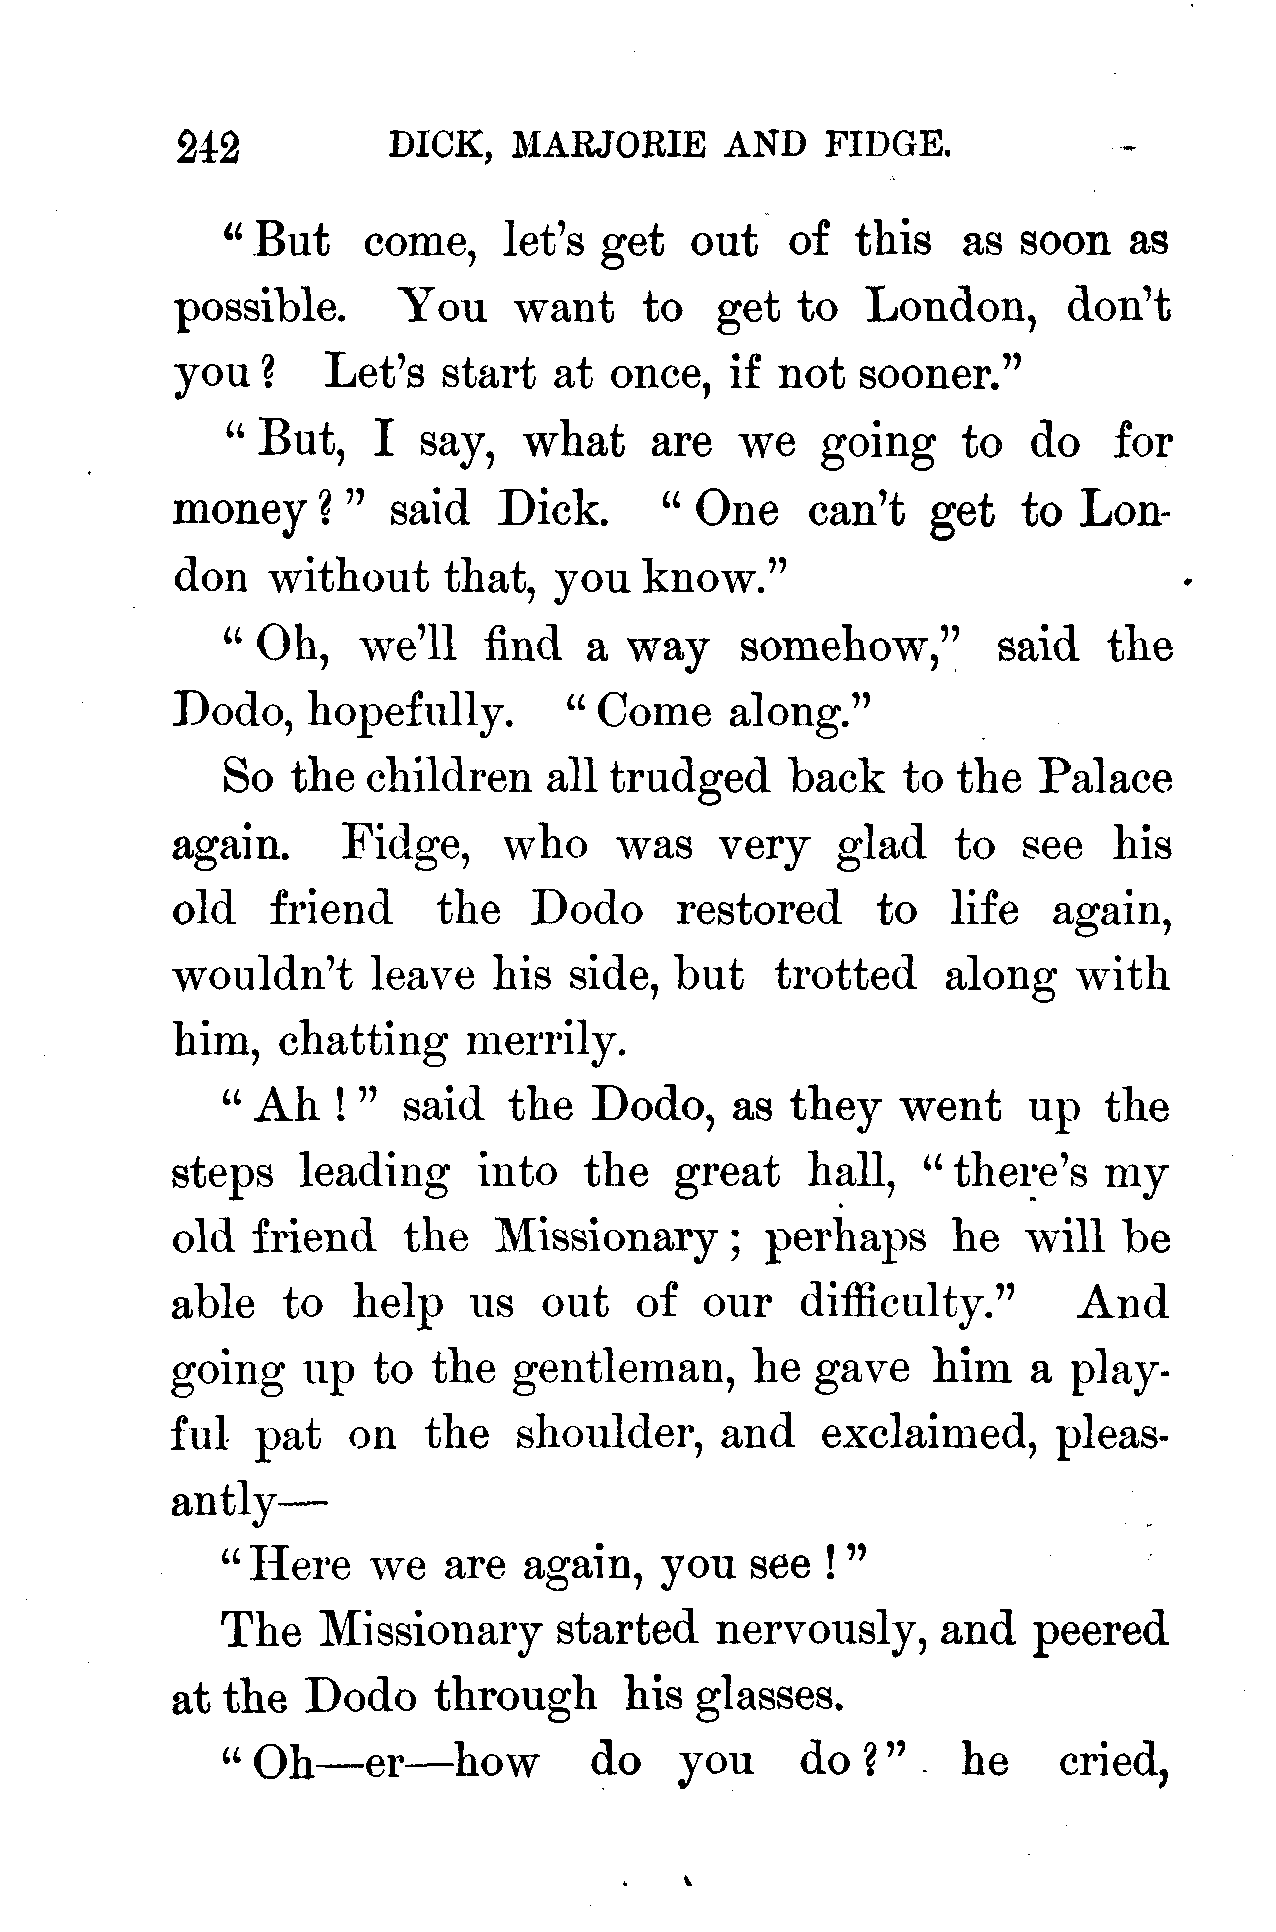 242 DICK, MARJORIE AND FIDGE.
“But come, let’s get out of this as soon as
possible. You want to get to London, don’t
you? Let’s start at once, if not sooner.”
“But, I say, what are we going to do for
money?” said Dick. “One can’t get to Lon-
don without that, you know.”
“Oh, we’ll find a way somehow,” said the
Dodo, hopefully. “Come along.”
So the children all trudged back to the Palace
again. Fidge, who was very glad to see his
old friend the Dodo restored to life again,
wouldn’t leave his side, but trotted along with
him, chatting merrily.
“Ah!” said the Dodo, as they went up the
steps leading into the great hall, “there’s my
old friend the Missionary; perhaps he will be
able to help us out of our difficulty.” And
going up to the gentleman, he gave him a play-
ful pat on the shoulder, and exclaimed, pleas-
antly—
“Here we are again, you see!”
The Missionary started nervously, and peered
at the Dodo through his glasses.
“Oh—er—how do you do?” he cried,